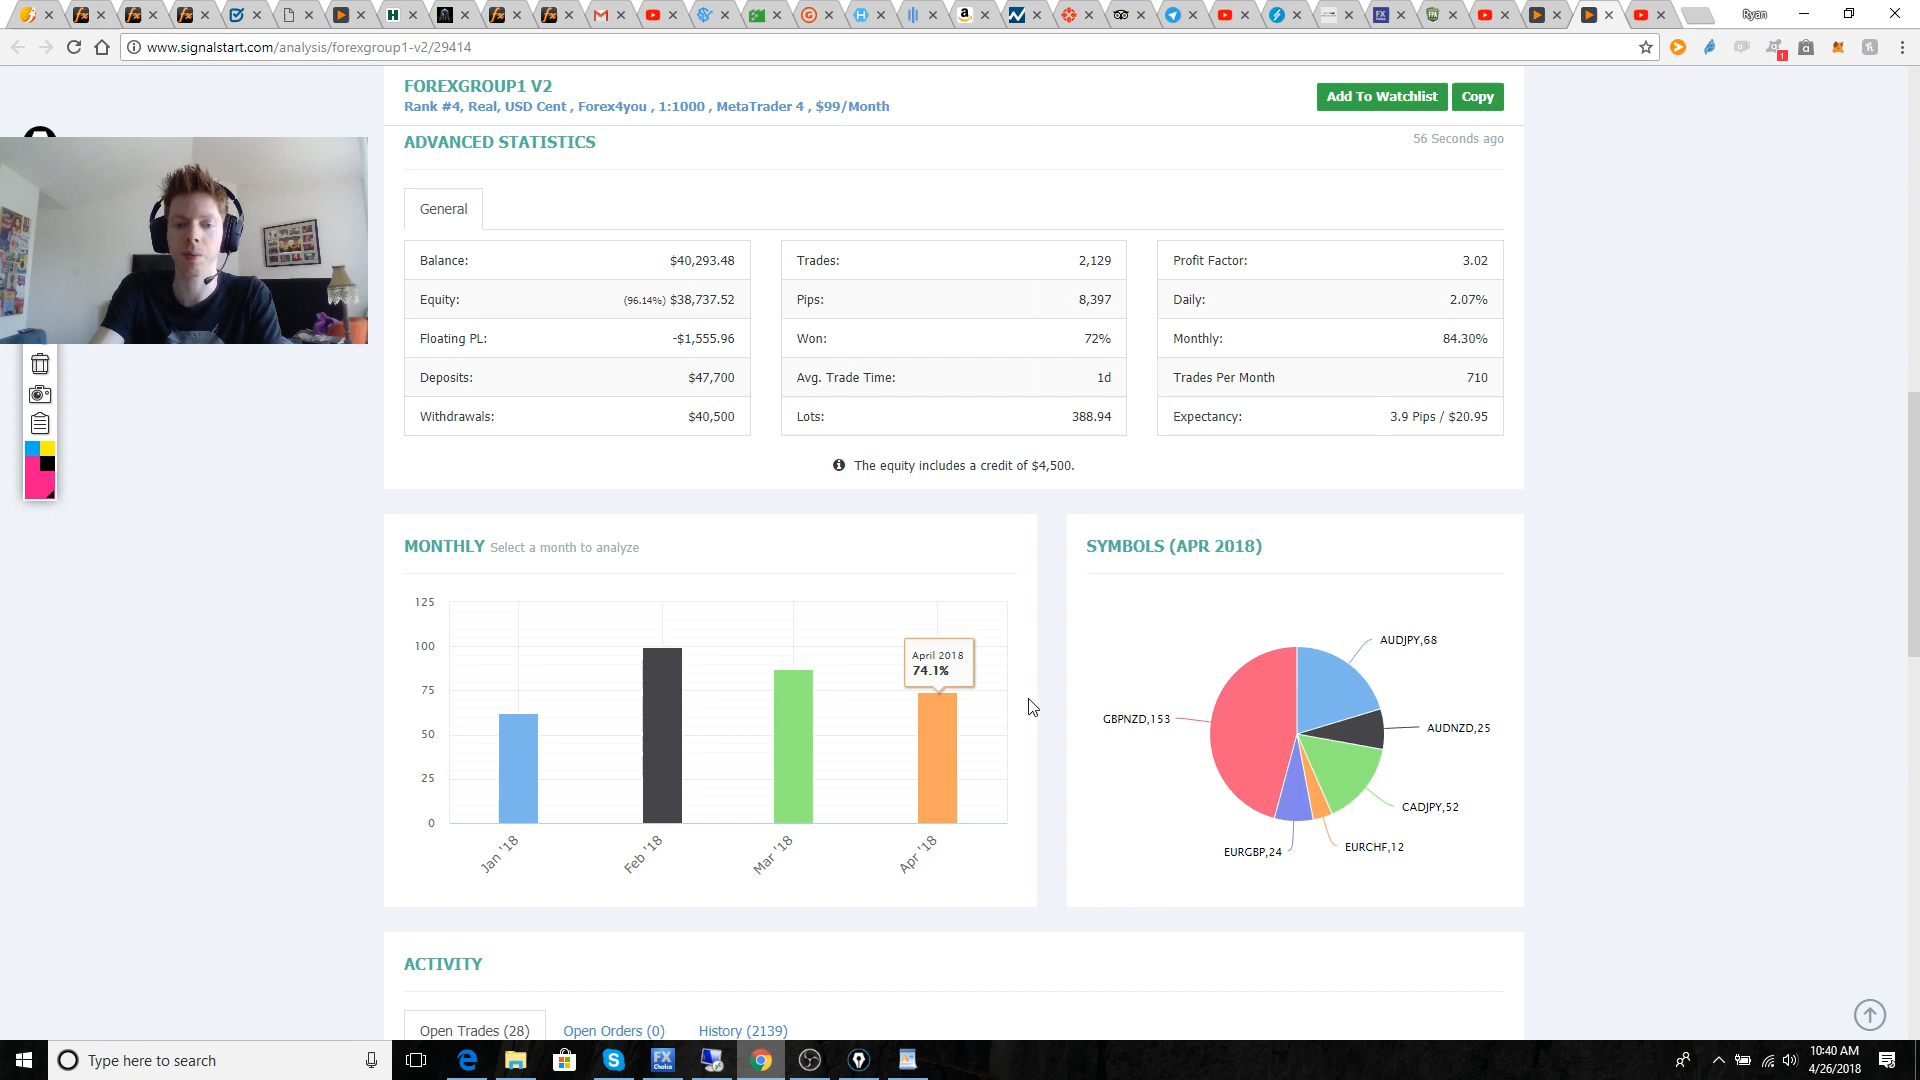 Ryan
www.signalstart.com/analysis/forexgroup1-v2/29414
1
FOREXGROUP1 V2
Rank #4, Real, USD Cent , Forex4you , 1:1000 , MetaTrader 4 , $99/Month
Add To Watchlist
Copy
ADVANCED STATISTICS
56 Seconds ago
General
Balance: $40,293.48
Equity: (96.14%) $38,737.52
Floating PL: -$1,555.96
Deposits: $47,700
Withdrawals: $40,500
Trades: 2,129
Pips: 8,397
Won: 72%
Avg. Trade Time: 1d
Lots: 388.94
Profit Factor: 3.02
Daily: 2.07%
Monthly: 84.30%
Trades Per Month 710
Expectancy: 3.9 Pips / $20.95
The equity includes a credit of $4,500.
MONTHLY Select a month to analyze
125
100
75
50
25
0
April 2018
74.1%
Jan '18
Feb '18
Mar '18
Apr '18
SYMBOLS (APR 2018)
AUDJPY,68
AUDNZD,25
CADJPY,52
EURCHF,12
EURGBP,24
GBPNZD,153
ACTIVITY
Open Trades (28)
Open Orders (0)
History (2139)
Type here to search
FX
Choice
10:40 AM
4/26/2018